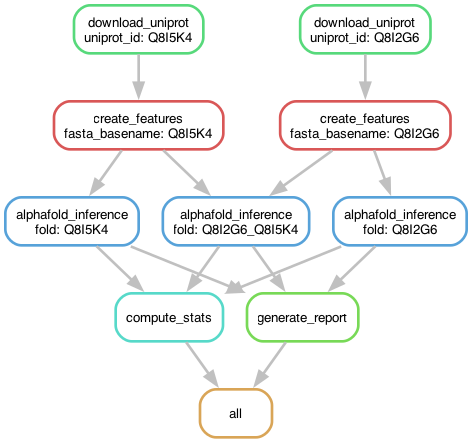 download_uniprot
uniprot_id: Q8I5K4
download_uniprot
uniprot_id: Q8I2G6
create_features
fasta_basename: Q8I5K4
create_features
fasta_basename: Q8I2G6
alphafold_inference
fold: Q8I5K4
alphafold_inference
fold: Q8I2G6_Q8I5K4
alphafold_inference
fold: Q8I2G6
compute_stats
generate_report
all